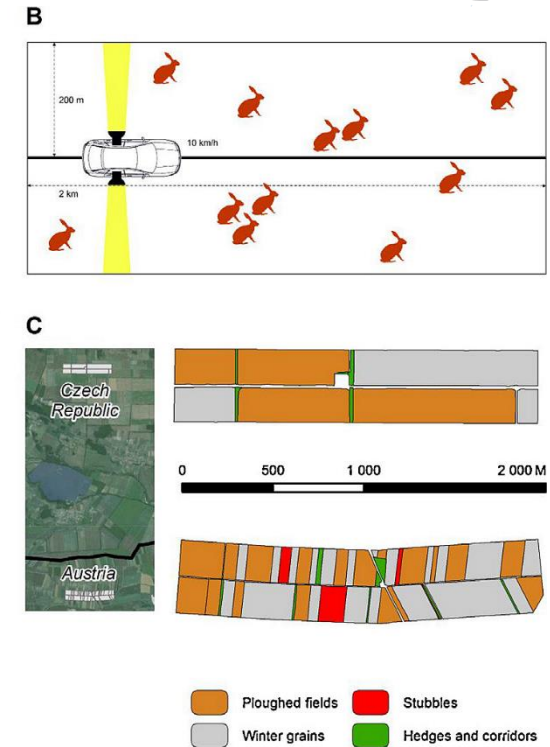 B
200 m
10 km/h
2 km
C
Czech
Republic
Austria
0 500 1 000 2 000 M
Ploughed fields
Stubbles
Winter grains
Hedges and corridors